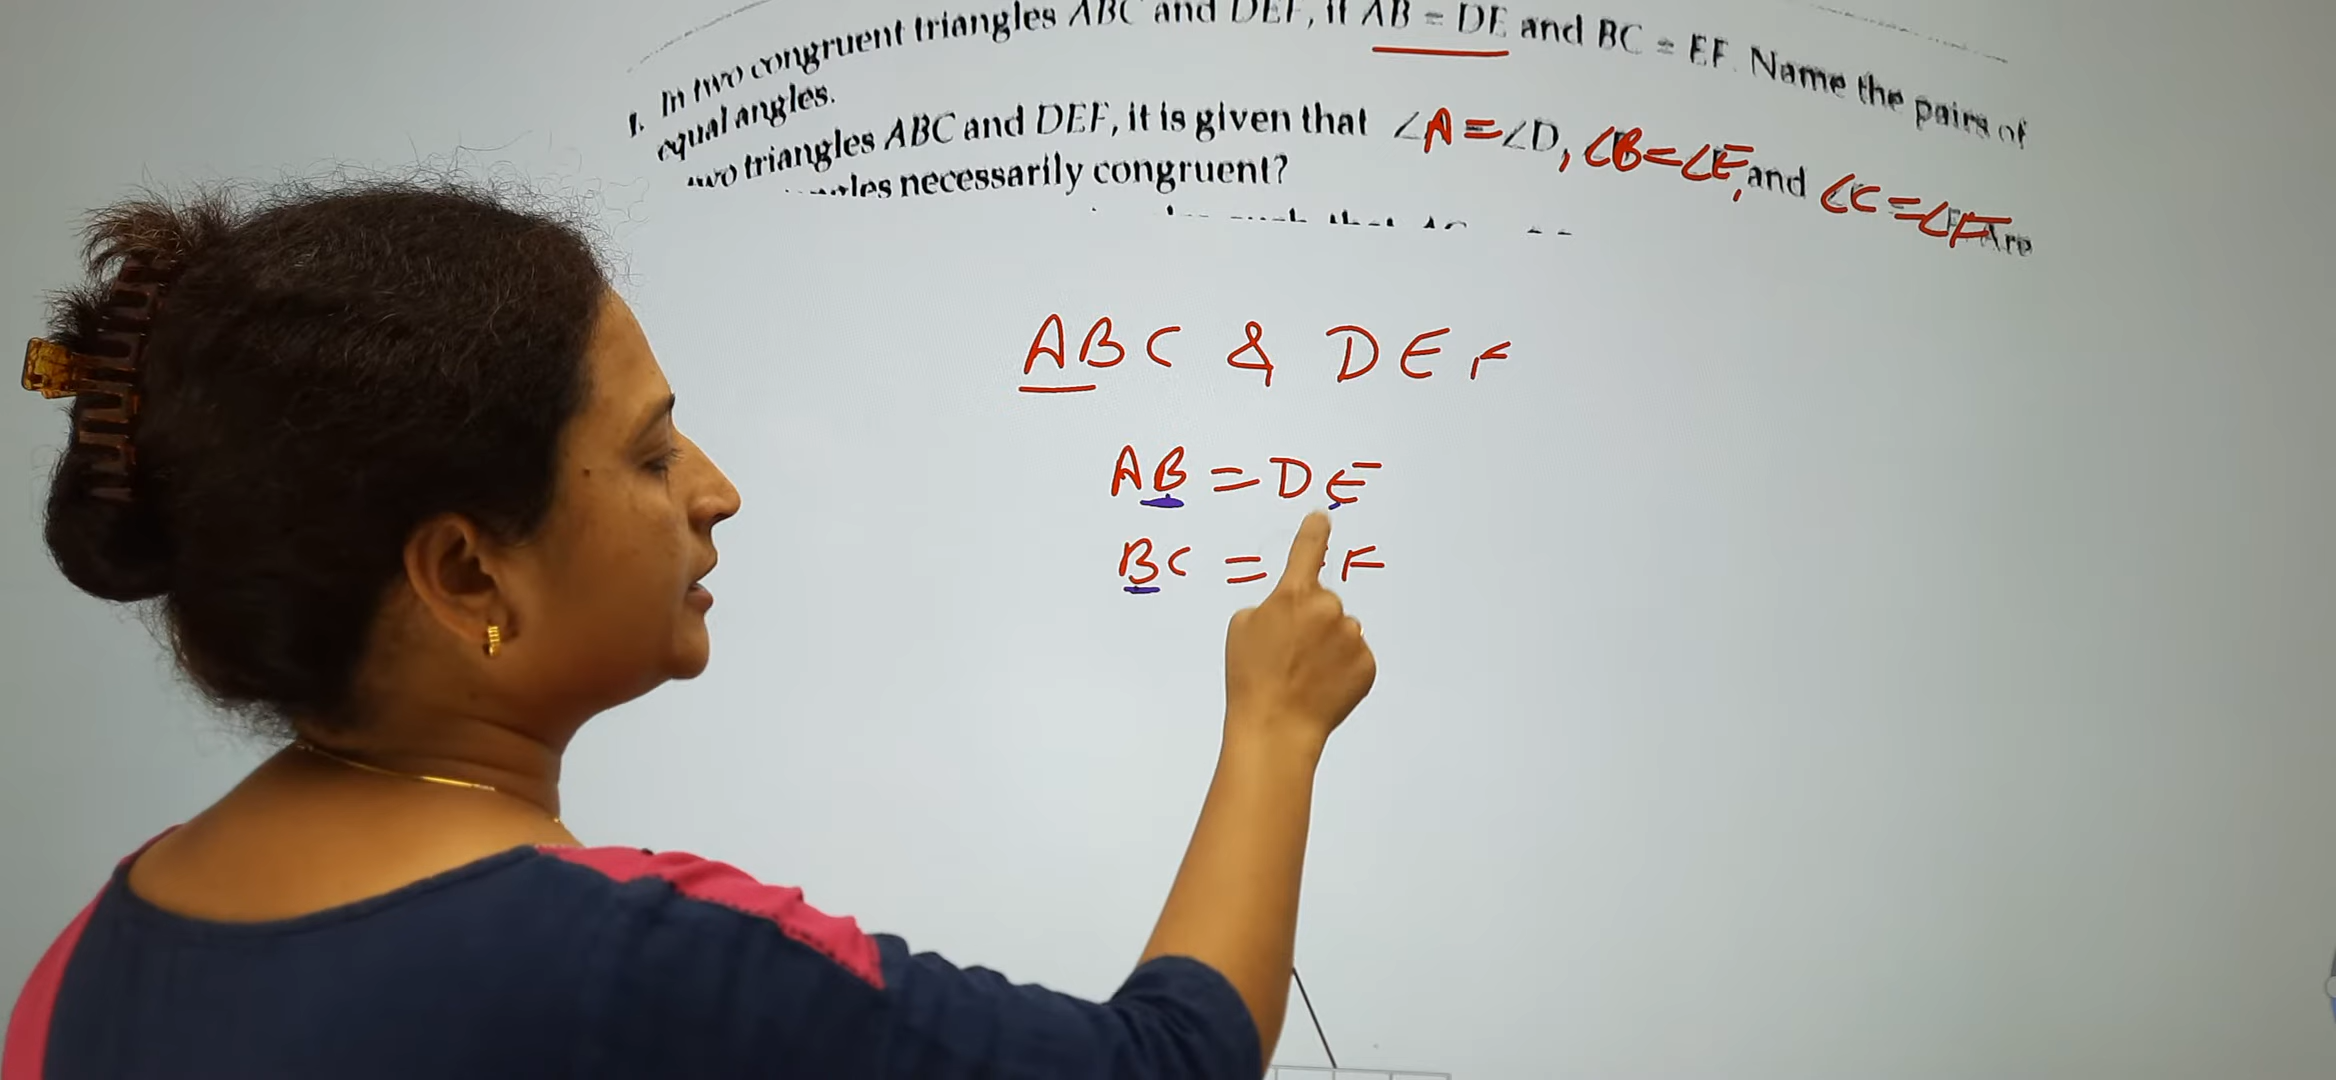 1. In two congruent triangles ABC and DEF, if AB = DE and BC = EF. Name the pairs of
equal angles.
two triangles ABC and DEF, it is given that ∠A=∠D, ∠B=∠E, and ∠C=∠F Are
necessarily congruent?
ABC & DEF
AB = DE
BC = F